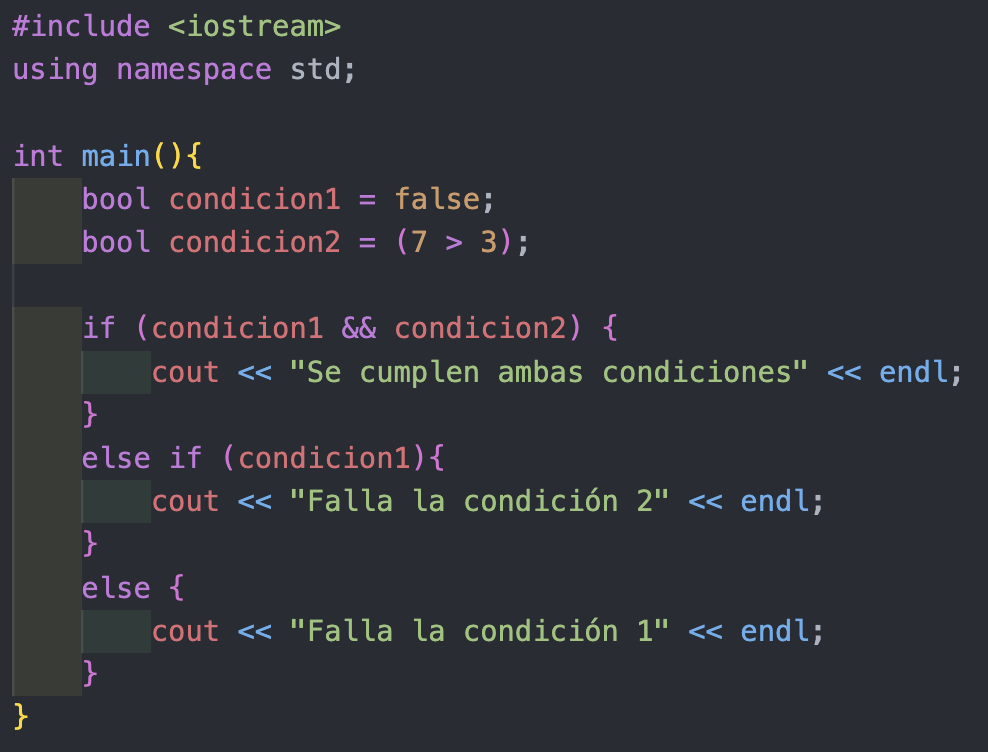 #include <iostream>
using namespace std;
int main(){
bool condicion1 = false;
bool condicion2 = (7 > 3);
if (condicion1 && condicion2) {
cout << "Se cumplen ambas condiciones" << endl;
}
else if (condicion1){
cout << "Falla la condición 2" << endl;
}
else {
cout << "Falla la condición 1" << endl;
}
}